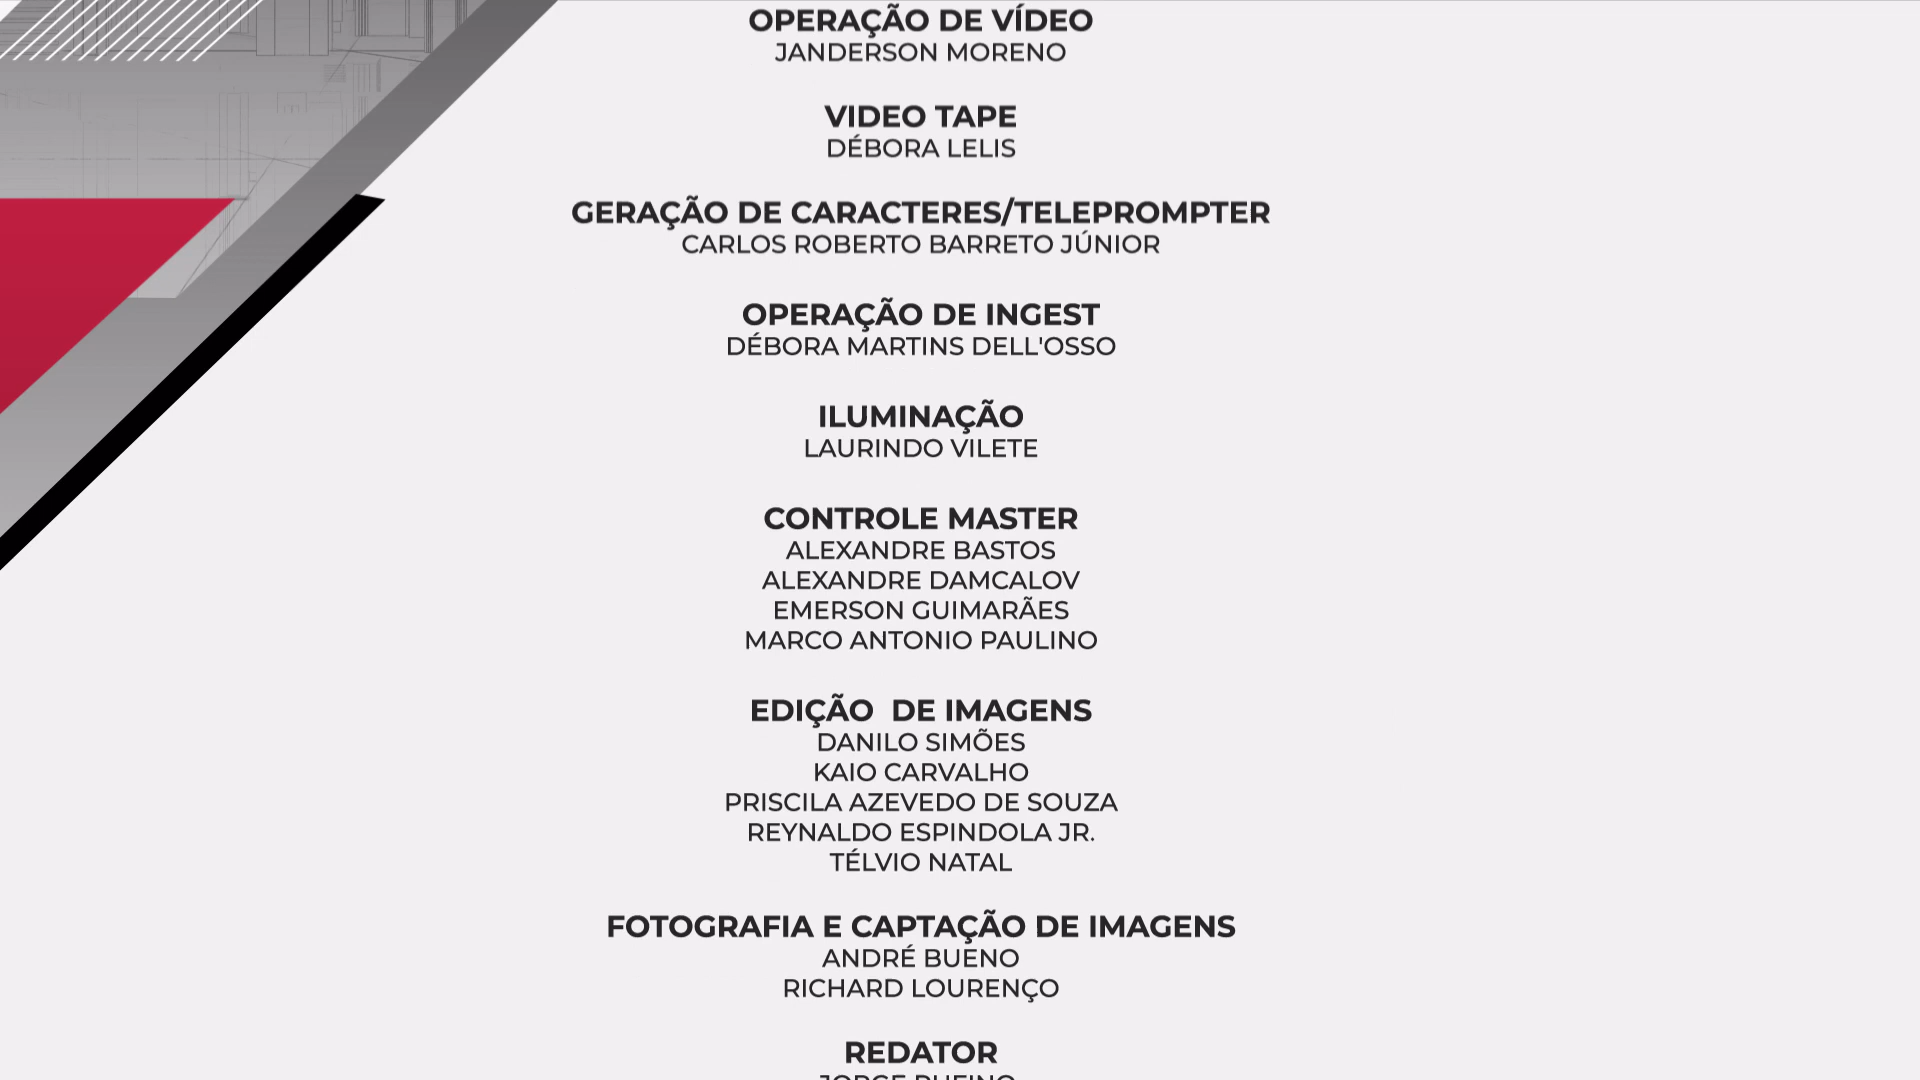 OPERAÇÃO DE VÍDEO
JANDERSON MORENO
VIDEO TAPE
DÉBORA LELIS
GERAÇÃO DE CARACTERES/TELEPROMPTER
CARLOS ROBERTO BARRETO JÚNIOR
OPERAÇÃO DE INGEST
DÉBORA MARTINS DELL'OSSO
ILUMINAÇÃO
LAURINDO VILETE
CONTROLE MASTER
ALEXANDRE BASTOS
ALEXANDRE DAMCALOV
EMERSON GUIMARÃES
MARCO ANTONIO PAULINO
EDIÇÃO  DE IMAGENS
DANILO SIMÕES
KAIO CARVALHO
PRISCILA AZEVEDO DE SOUZA
REYNALDO ESPINDOLA JR.
TÉLVIO NATAL
FOTOGRAFIA E CAPTAÇÃO DE IMAGENS
ANDRÉ BUENO
RICHARD LOURENÇO
REDATOR